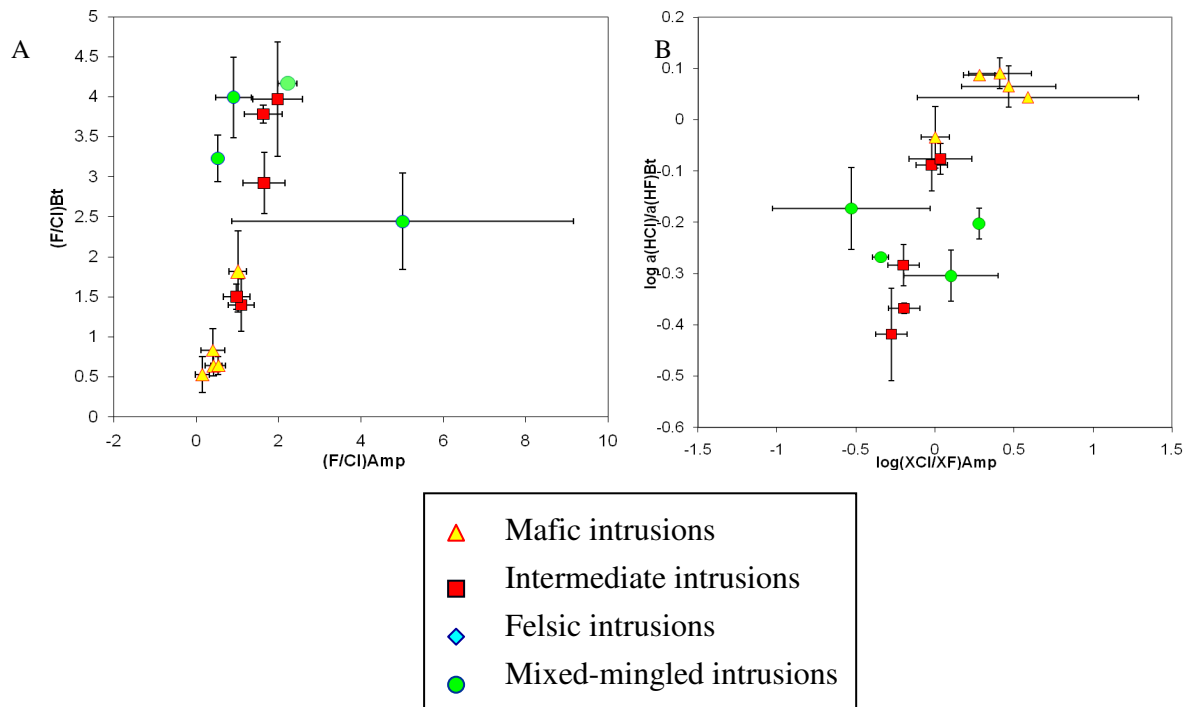 A
5
4.5
4
3.5
3
2.5
2
1.5
1
0.5
0
(F/Cl)Bt
-2 0 2 4 6 8 10
(F/Cl)Amp
B
0.2
0.1
0
-0.1
-0.2
-0.3
-0.4
-0.5
-0.6
log a(HCl)/a(HF)Bt
-1.5 -1 -0.5 0 0.5 1 1.5
log(XCl/XF)Amp
Mafic intrusions
Intermediate intrusions
Felsic intrusions
Mixed-mingled intrusions